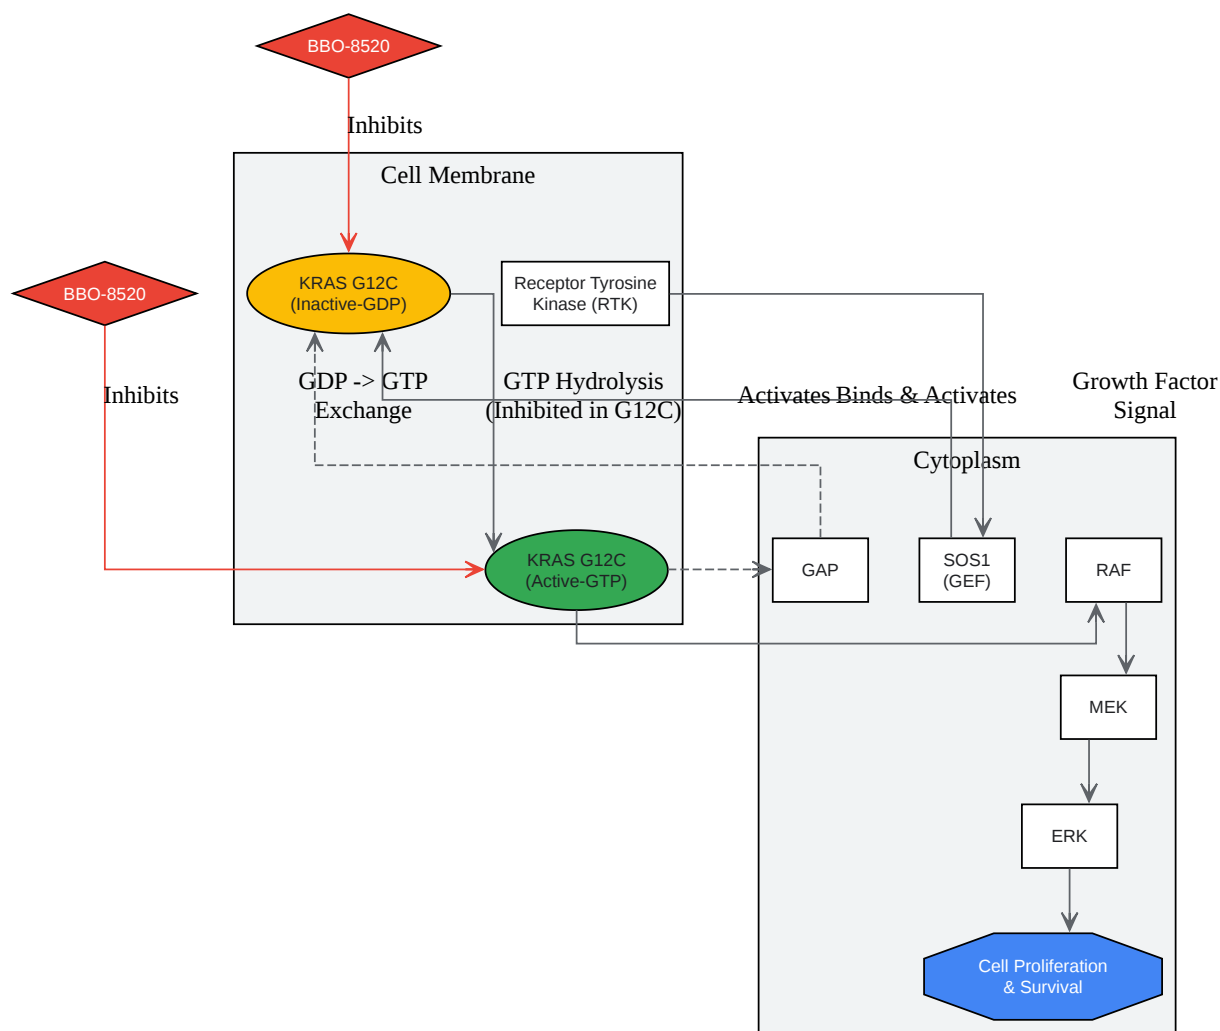 BBO-8520
Inhibits
Cell Membrane
KRAS G12C
(Inactive-GDP)
Receptor Tyrosine
Kinase (RTK)
BBO-8520
Inhibits
GDP -> GTP
Exchange
GTP Hydrolysis
(Inhibited in G12C)
Activates
Binds & Activates
Growth Factor
Signal
Cytoplasm
KRAS G12C
(Active-GTP)
GAP
SOS1
(GEF)
RAF
MEK
ERK
Cell Proliferation
& Survival